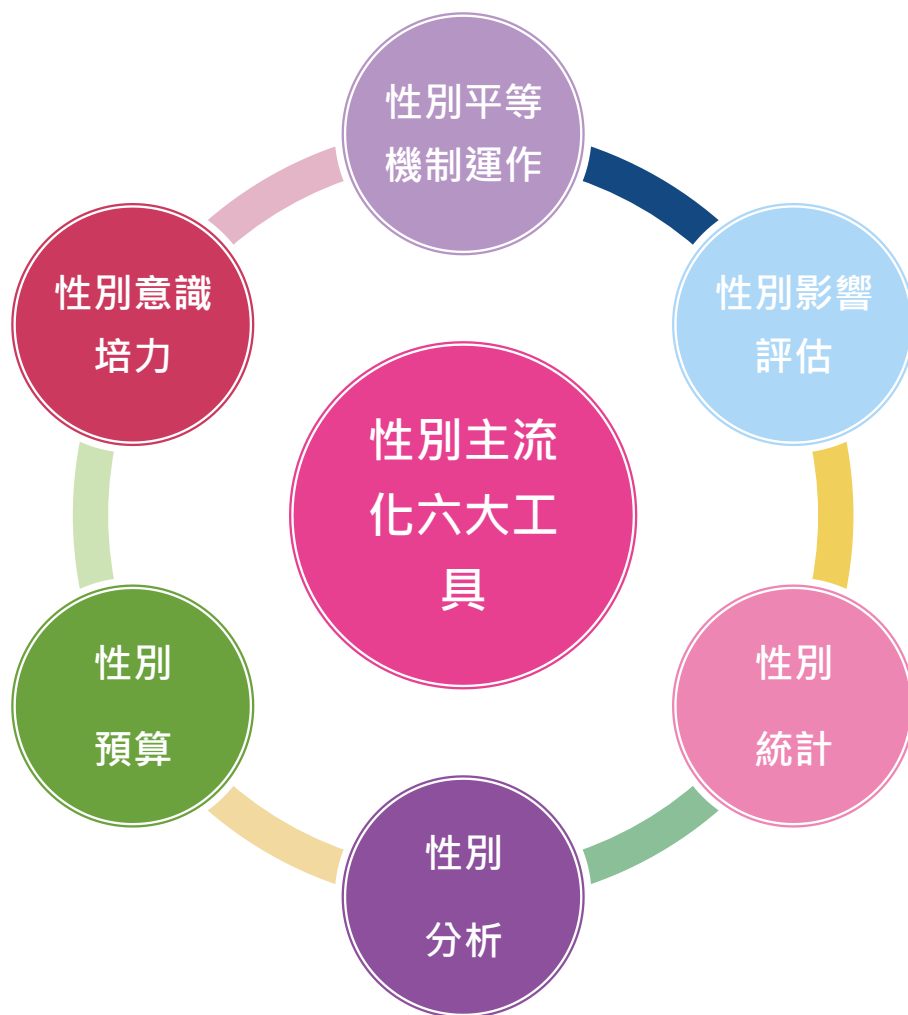 性別平等
機制運作
性別影響
評估
性別
統計
性別
分析
性別
預算
性別意識
培力
性別主流
化六大工
具